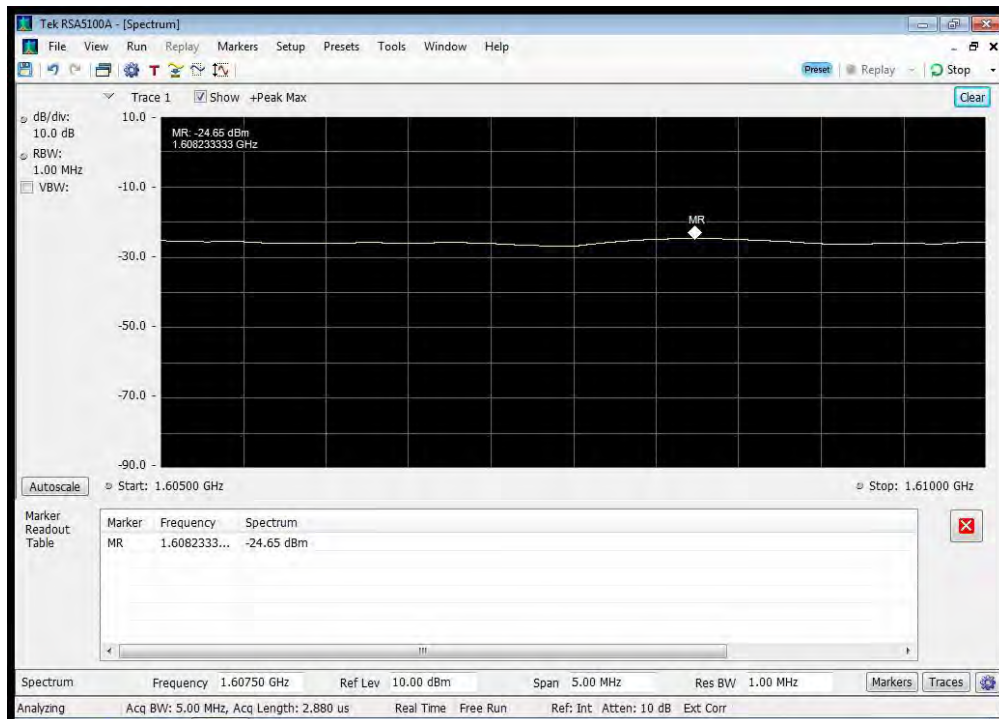 Tek RSA5100A - [Spectrum]
File View Run Replay Markers Setup Presets Tools Window Help
T Preset Replay Stop
Trace 1 Show +Peak Max Clear
dB/div:
10.0 dB
RBW:
1.00 MHz
VBW:
10.0
MR: -24.65 dBm
1.608233333 GHz
-10.0
MR
-30.0
-50.0
-70.0
-90.0
Autoscale Start: 1.60500 GHz Stop: 1.61000 GHz
Marker
Readout
Table
Marker Frequency Spectrum
MR 1.6082333... -24.65 dBm
Spectrum Frequency 1.60750 GHz Ref Lev 10.00 dBm Span 5.00 MHz Res BW 1.00 MHz Markers Traces
Analyzing Acq BW: 5.00 MHz, Acq Length: 2.880 us Real Time Free Run Ref: Int Atten: 10 dB Ext Corr